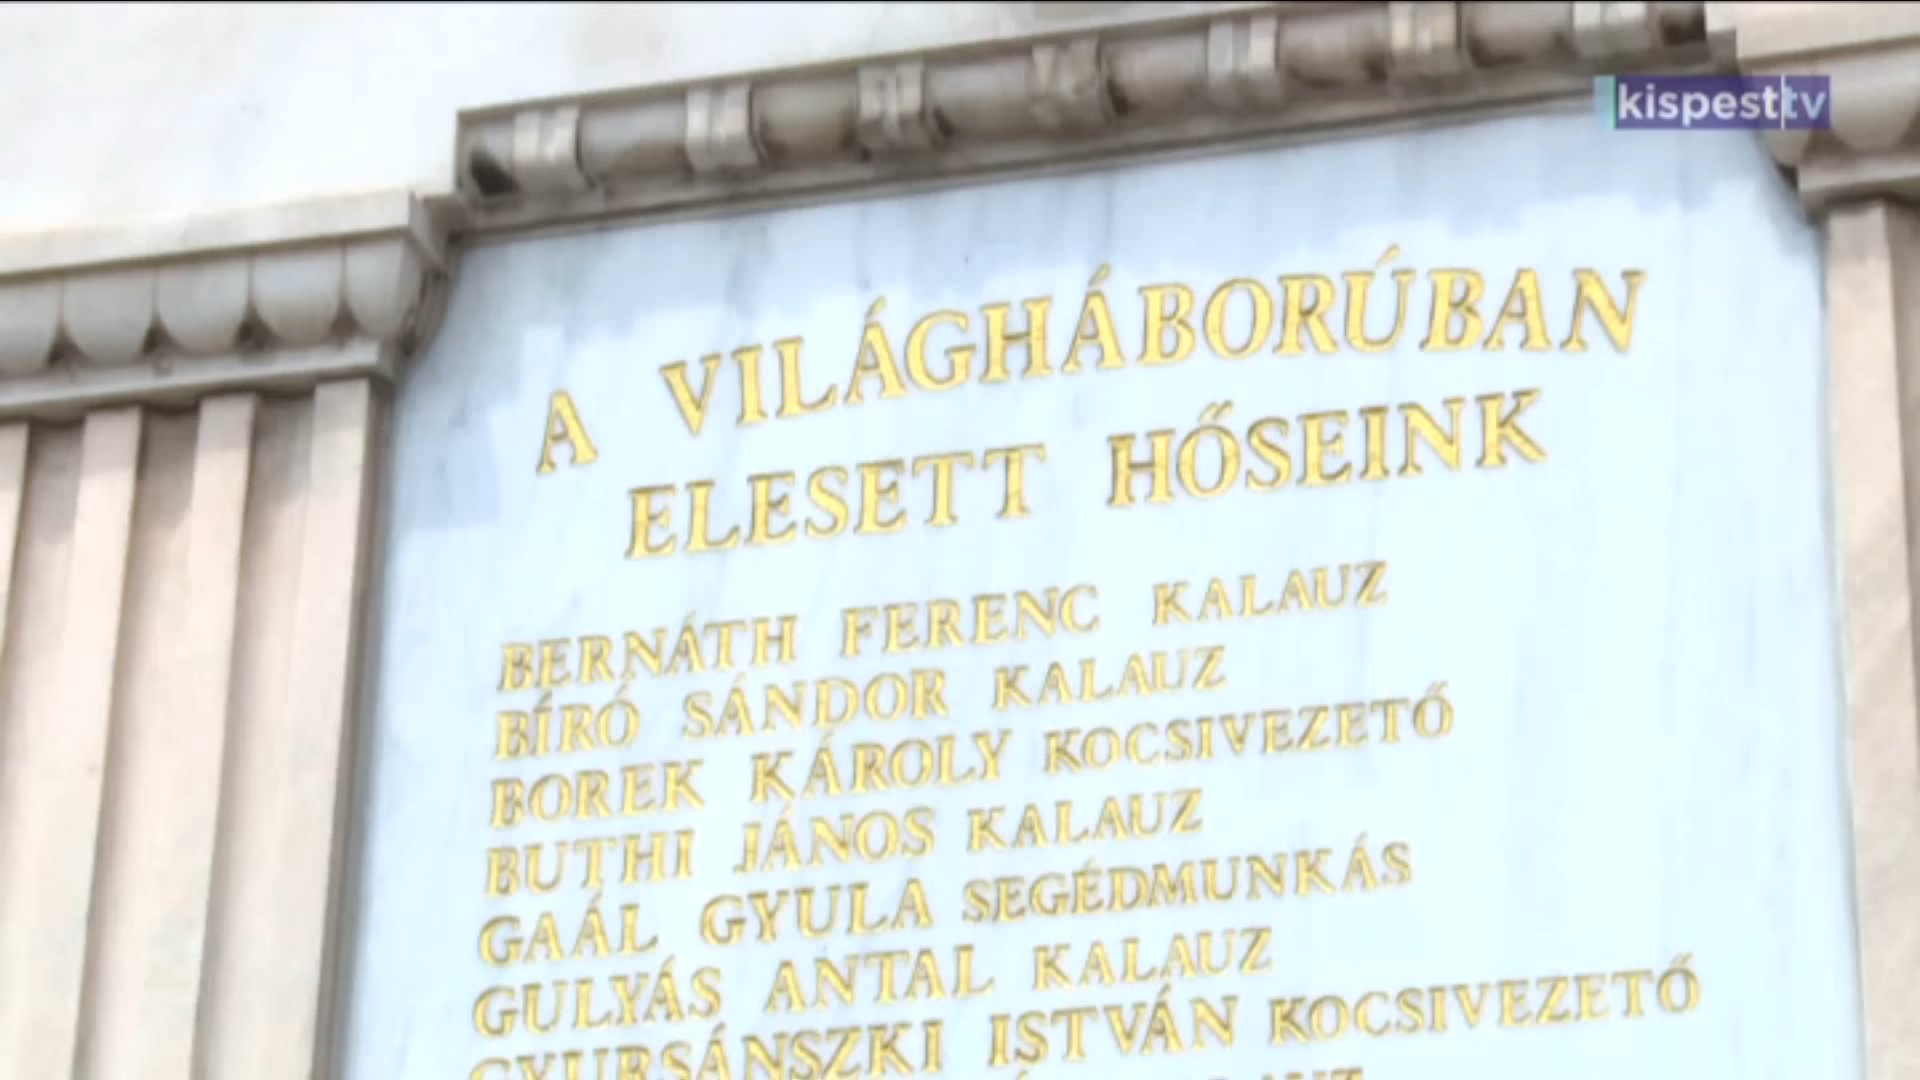 kispest tv
A VILÁGHÁBORÚBAN
ELESETT HŐSEINK
BERNÁTH FERENC KALAUZ
BÍRÓ SÁNDOR KALAUZ
BOREK KÁROLY KOCSIVEZETŐ
BUTHI JÁNOS KALAUZ
GAÁL GYULA SEGÉDMUNKÁS
GULYÁS ANTAL KALAUZ
GYURSÁNSZKI ISTVÁN KOCSIVEZETŐ